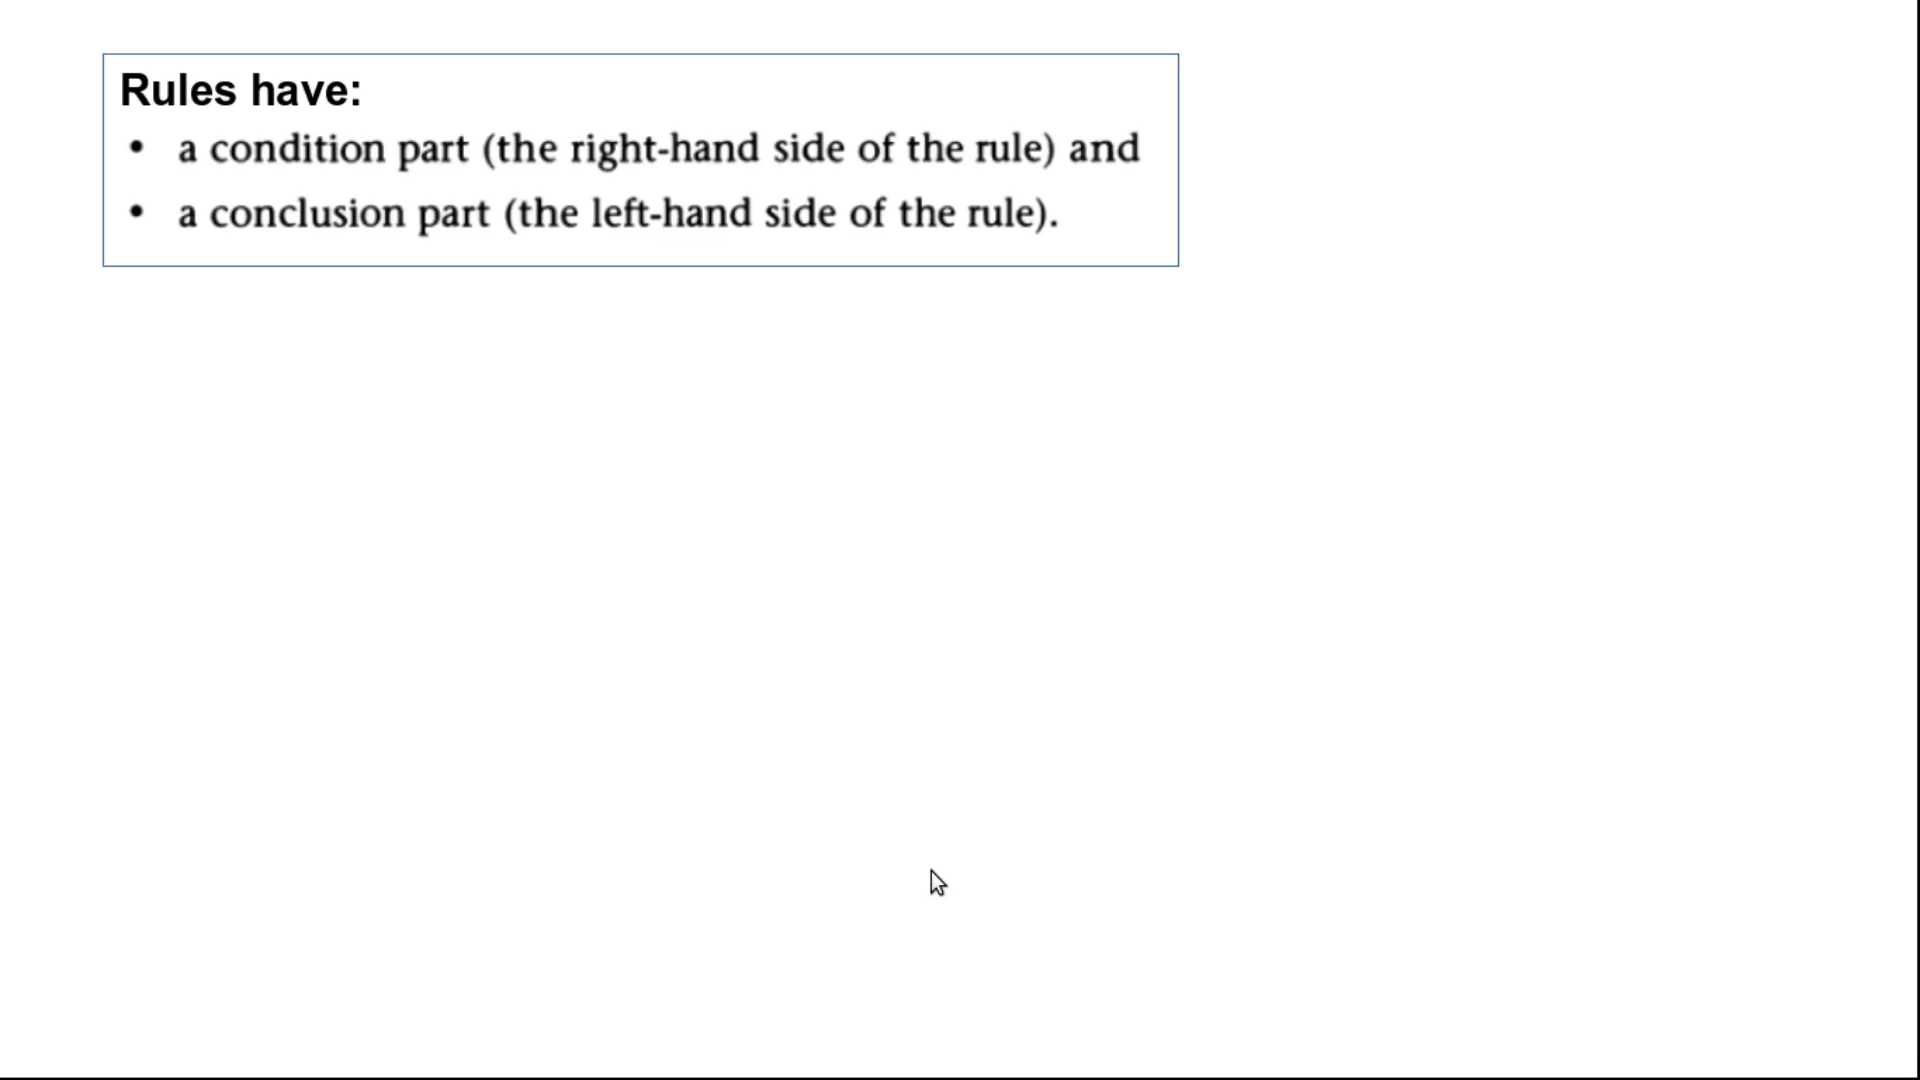 Rules have:
• a condition part (the right-hand side of the rule) and
• a conclusion part (the left-hand side of the rule).